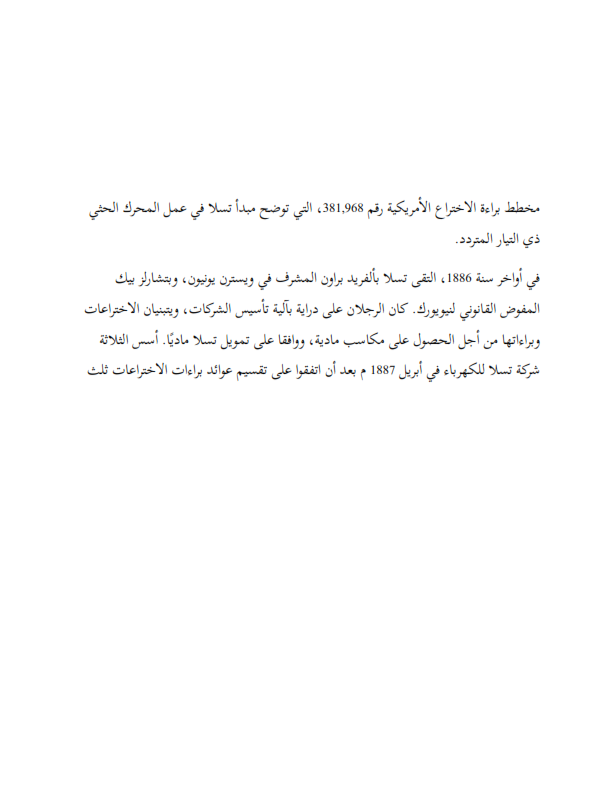 مخطط براءة الاختراع الأمريكية رقم 381,968، التي توضح مبدأ تسلا في عمل المحرك الحثي
ذي التيار المتردد.
في أواخر سنة 1886، التقى تسلا بألفريد براون المشرف في ويسترن يونيون، وبتشارلز بيك
المفوض القانوني لنيويورك. كان الرجلان على دراية بآلية تأسيس الشركات، ويتبنيان الاختراعات
وبراءاتها من أجل الحصول على مكاسب مادية، ووافقا على تمويل تسلا ماديًا. أسس الثلاثة
شركة تسلا للكهرباء في أبريل 1887 م بعد أن اتفقوا على تقسيم عوائد براءات الاختراعات ثلث